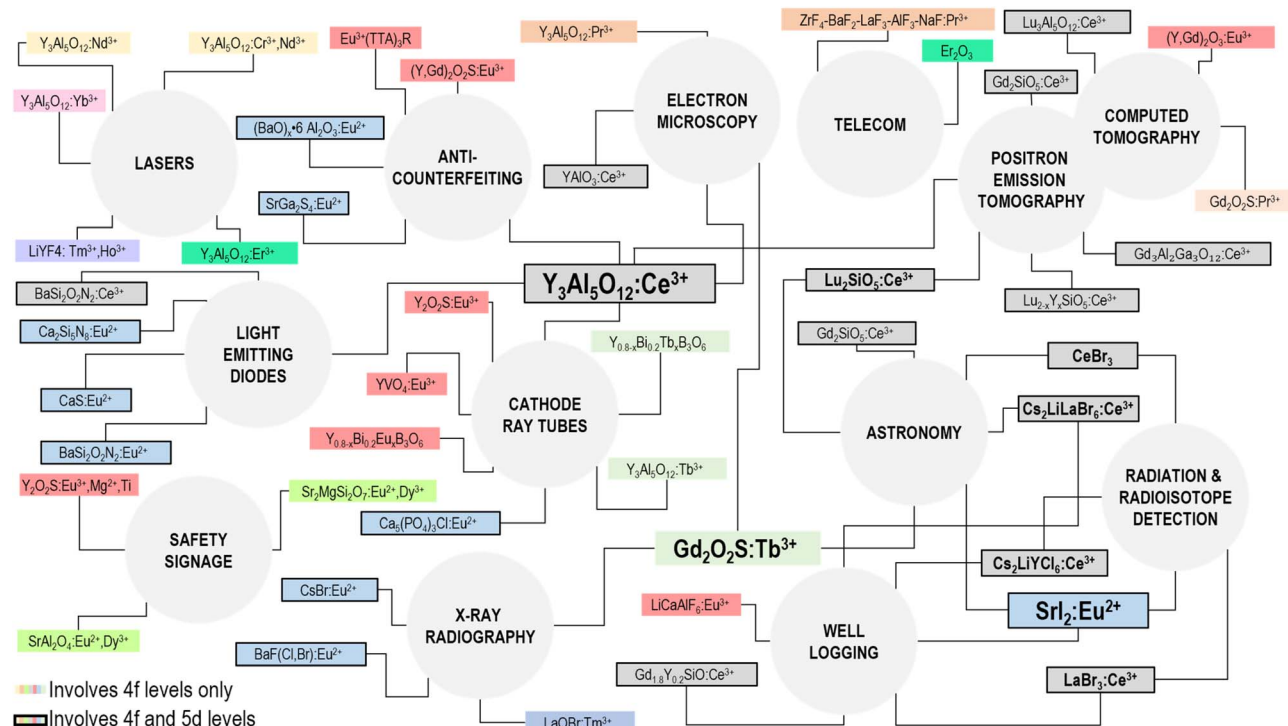 Y₃Al₅O₁₂:Nd³⁺
Y₃Al₅O₁₂:Cr³⁺,Nd³⁺
Eu³⁺(TTA)₃R
Y₃Al₅O₁₂:Pr³⁺
ZrF₄-BaF₂-LaF₃-AlF₃-NaF:Pr³⁺
Lu₃Al₅O₁₂:Ce³⁺
(Y,Gd)₂O₃:Eu³⁺
Er₂O₃
(Y,Gd)₂O₂S:Eu³⁺
Gd₂SiO₅:Ce³⁺
Y₃Al₅O₁₂:Yb³⁺
(BaO)ₓ•6 Al₂O₃:Eu²⁺
LASERS
ANTI-
COUNTERFEITING
ELECTRON
MICROSCOPY
TELECOM
COMPUTED
TOMOGRAPHY
POSITRON
EMISSION
TOMOGRAPHY
YAlO₃:Ce³⁺
SrGa₂S₄:Eu²⁺
Gd₂O₂S:Pr³⁺
LiYF4: Tm³⁺,Ho³⁺
Y₃Al₅O₁₂:Er³⁺
Gd₃Al₂Ga₃O₁₂:Ce³⁺
BaSi₂O₂N₂:Ce³⁺
Y₃Al₅O₁₂:Ce³⁺
Lu₂SiO₅:Ce³⁺
Lu₂₋ₓYₓSiO₅:Ce³⁺
Ca₂Si₅N₈:Eu²⁺
Y₂O₂S:Eu³⁺
LIGHT
EMITTING
DIODES
Y₀.₈₋ₓBi₀.₂TbₓB₃O₆
Gd₂SiO₅:Ce³⁺
CeBr₃
CaS:Eu²⁺
YVO₄:Eu³⁺
CATHODE
RAY TUBES
Cs₂LiLaBr₆:Ce³⁺
ASTRONOMY
BaSi₂O₂N₂:Eu²⁺
Y₀.₈₋ₓBi₀.₂EuₓB₃O₆
Y₃Al₅O₁₂:Tb³⁺
RADIATION &
RADIOISOTOPE
DETECTION
Y₂O₂S:Eu³⁺,Mg²⁺,Ti
Sr₂MgSi₂O₇:Eu²⁺,Dy³⁺
Ca₅(PO₄)₃Cl:Eu²⁺
SAFETY
SIGNAGE
Gd₂O₂S:Tb³⁺
Cs₂LiYCl₆:Ce³⁺
CsBr:Eu²⁺
X-RAY
RADIOGRAPHY
LiCaAlF₆:Eu³⁺
SrI₂:Eu²⁺
WELL
LOGGING
SrAl₂O₄:Eu²⁺,Dy³⁺
BaF(Cl,Br):Eu²⁺
Gd₁.₈Y₀.₂SiO:Ce³⁺
LaBr₃:Ce³⁺
Involves 4f levels only
Involves 4f and 5d levels
LaOBr:Tm³⁺